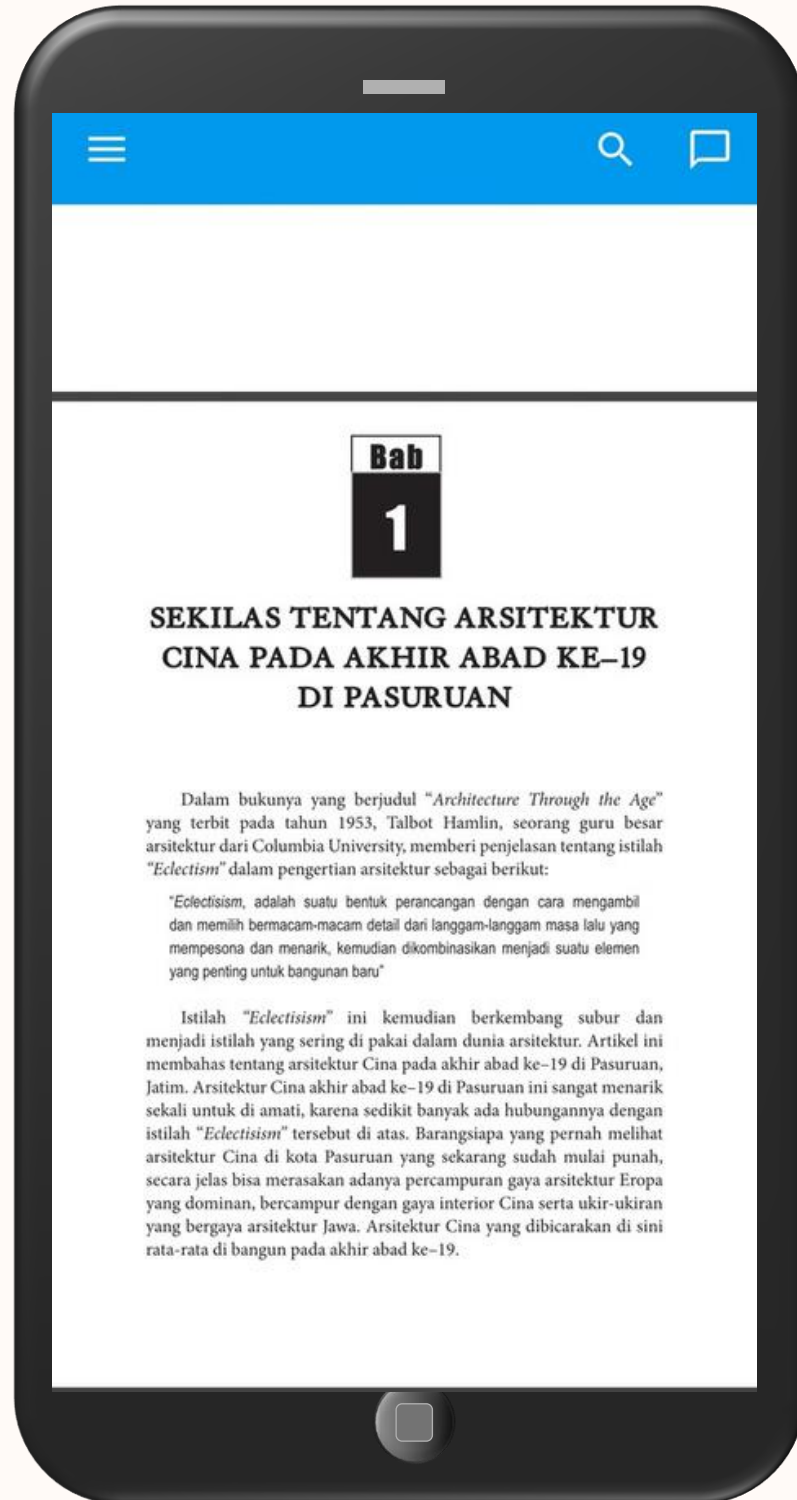 Bab
1
SEKILAS TENTANG ARSITEKTUR
CINA PADA AKHIR ABAD KE–19
DI PASURUAN
Dalam bukunya yang berjudul “Architecture Through the Age”
yang terbit pada tahun 1953, Talbot Hamlin, seorang guru besar
arsitektur dari Columbia University, memberi penjelasan tentang istilah
“Eclectism” dalam pengertian arsitektur sebagai berikut:
“Eclectisism, adalah suatu bentuk perancangan dengan cara mengambil
dan memilih bermacam-macam detail dari langgam-langgam masa lalu yang
mempesona dan menarik, kemudian dikombinasikan menjadi suatu elemen
yang penting untuk bangunan baru”
Istilah “Eclectisism” ini kemudian berkembang subur dan
menjadi istilah yang sering di pakai dalam dunia arsitektur. Artikel ini
membahas tentang arsitektur Cina pada akhir abad ke–19 di Pasuruan,
Jatim. Arsitektur Cina akhir abad ke–19 di Pasuruan ini sangat menarik
sekali untuk di amati, karena sedikit banyak ada hubungannya dengan
istilah “Eclectisism” tersebut di atas. Barangsiapa yang pernah melihat
arsitektur Cina di kota Pasuruan yang sekarang sudah mulai punah,
secara jelas bisa merasakan adanya percampuran gaya arsitektur Eropa
yang dominan, bercampur dengan gaya interior Cina serta ukir-ukiran
yang bergaya arsitektur Jawa. Arsitektur Cina yang dibicarakan di sini
rata-rata di bangun pada akhir abad ke–19.